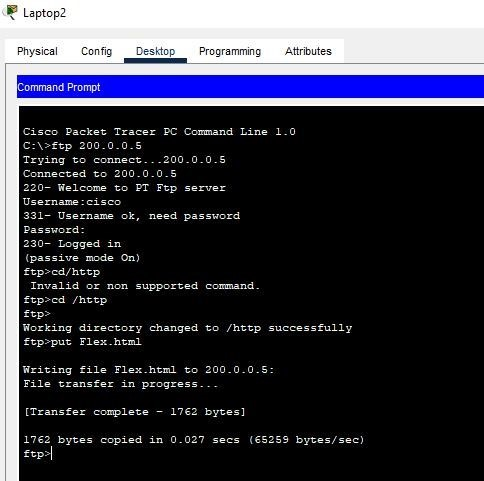 Laptop2
Physical Config Desktop Programming Attributes
Command Prompt
Cisco Packet Tracer PC Command Line 1.0
C:\>ftp 200.0.0.5
Trying to connect...200.0.0.5
Connected to 200.0.0.5
220- Welcome to PT Ftp server
Username:cisco
331- Username ok, need password
Password:
230- Logged in
(passive mode On)
ftp>cd/http
 Invalid or non supported command.
ftp>cd /http
ftp>
Working directory changed to /http successfully
ftp>put Flex.html
Writing file Flex.html to 200.0.0.5:
File transfer in progress...
[Transfer complete - 1762 bytes]
1762 bytes copied in 0.027 secs (65259 bytes/sec)
ftp>